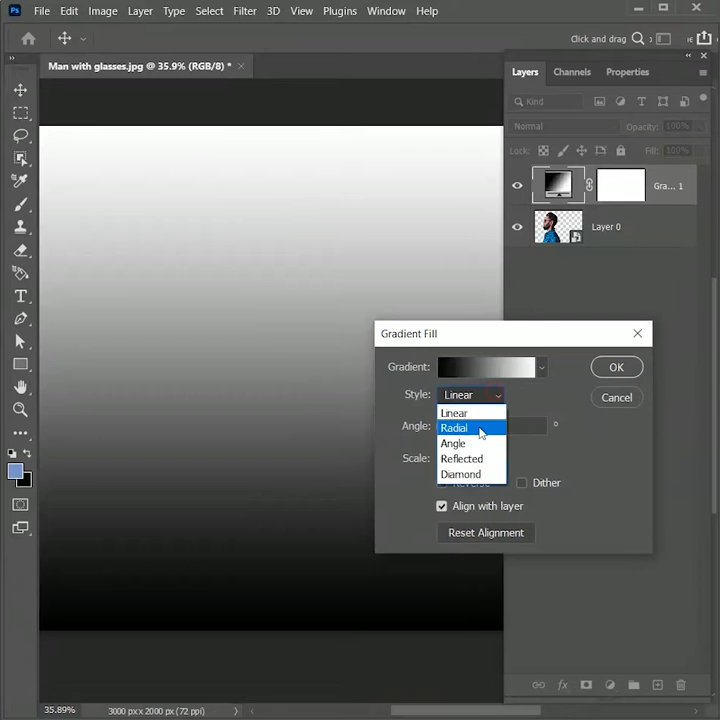 Ps File Edit Image Layer Type Select Filter 3D View Plugins Window Help
Click and drag
Man with glasses.jpg @ 35.9% (RGB/8) *
Layers Channels Properties
Kind
Normal Opacity: 100%
Lock: Fill: 100%
Gra... 1
Layer 0
Gradient Fill
Gradient: OK
Style: Linear Cancel
Linear
Radial
Angle: °
Angle
Scale: Reflected
Diamond
Reverse Dither
Align with layer
Reset Alignment
35.89% 3000 px x 2000 px (72 ppi)
fx